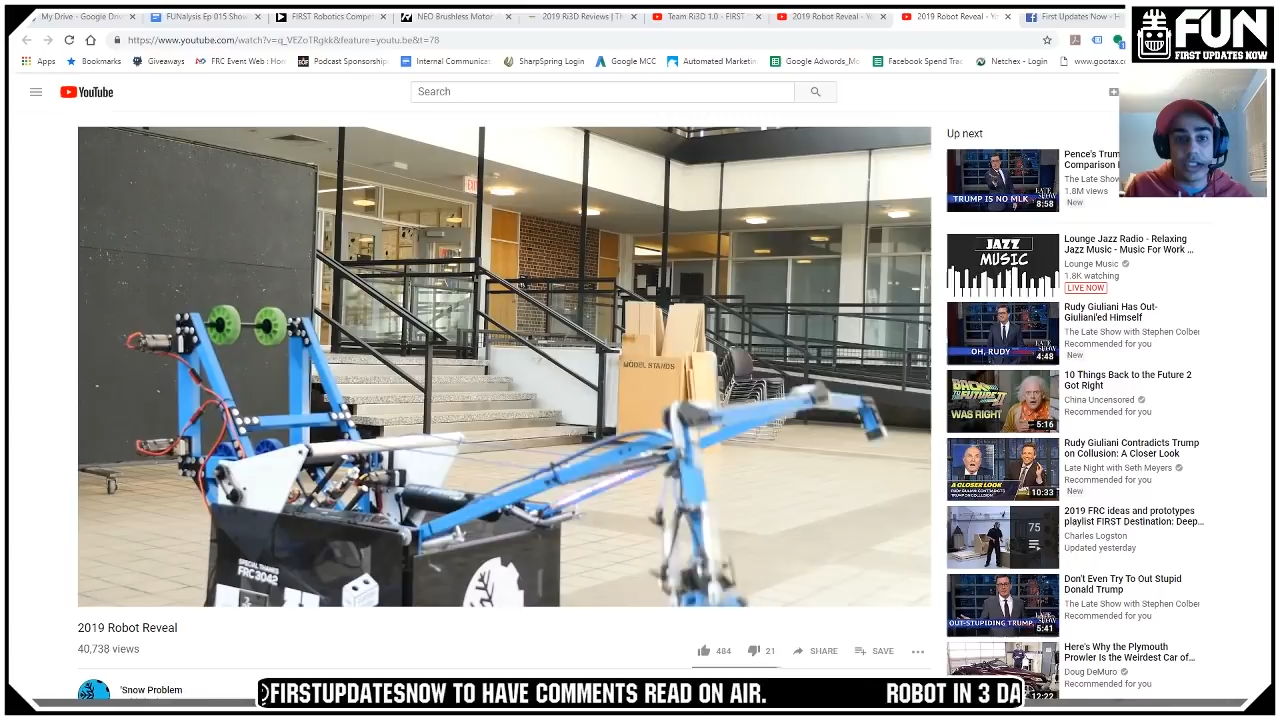 My Drive - Google Driv
FUNalysis Ep 015 Show
FIRST Robotics Compet
NEO Brushless Motor
2019 Ri3D Reviews | Th
Team Ri3D 1.0 - FIRST
2019 Robot Reveal - Yo
2019 Robot Reveal - Yo
First Updates Now - H
https://www.youtube.com/watch?v=q_VEZoTRgkk&feature=youtu.be&t=78
Apps
Bookmarks
Giveaways
FRC Event Web : Hom
Podcast Sponsorship
Internal Communicat
Google MCC
Automated Marketin
Google Adwords_Mo
Facebook Spend Trac
Netchex - Login
FUN
FIRST UPDATES NOW
YouTube
Search
Up next
Pence's Trum
Comparison
The Late Show
1.8M views
New
TRUMP IS NO MLK
8:58
JAZZ
MUSIC
Lounge Jazz Radio - Relaxing
Jazz Music - Music For Work ...
Lounge Music
1.8K watching
LIVE NOW
OH, RUDY
4:48
Rudy Giuliani Has Out-
Giuliani'ed Himself
The Late Show with Stephen Colber
Recommended for you
New
BACK TO THE FUTURE 2
WAS RIGHT
5:16
10 Things Back to the Future 2
Got Right
China Uncensored
Recommended for you
A CLOSER LOOK
10:33
Rudy Giuliani Contradicts Trump
on Collusion: A Closer Look
Late Night with Seth Meyers
Recommended for you
New
75
2019 FRC ideas and prototypes
playlist FIRST Destination: Deep...
Charles Logston
Updated yesterday
OUT-STUPIDING TRUMP
5:41
Don't Even Try To Out Stupid
Donald Trump
The Late Show with Stephen Colber
Recommended for you
12:22
Here's Why the Plymouth
Prowler Is the Weirdest Car of...
Doug DeMuro
Recommended for you
MODEL STANDS
SPECIAL THANKS
FRC3042
2019 Robot Reveal
40,738 views
484
21
SHARE
SAVE
'Snow Problem
FIRSTUPDATESNOW TO HAVE COMMENTS READ ON AIR.
ROBOT IN 3 DA